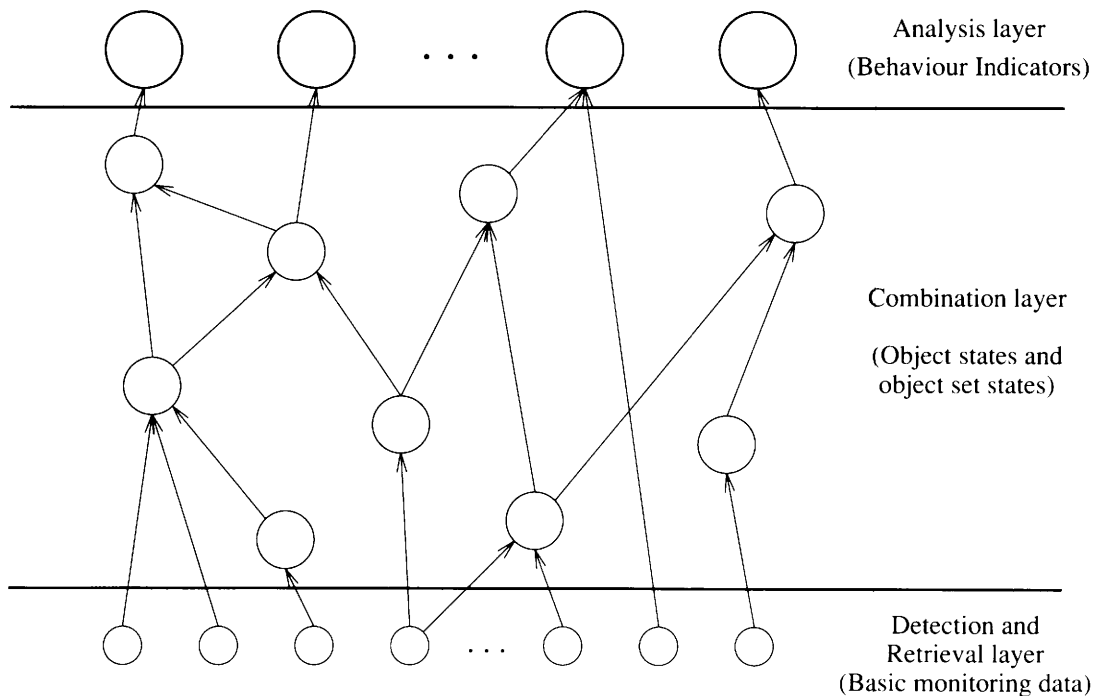 Analysis layer
(Behaviour Indicators)
. . .
Combination layer
(Object states and
object set states)
. . .
Detection and
Retrieval layer
(Basic monitoring data)